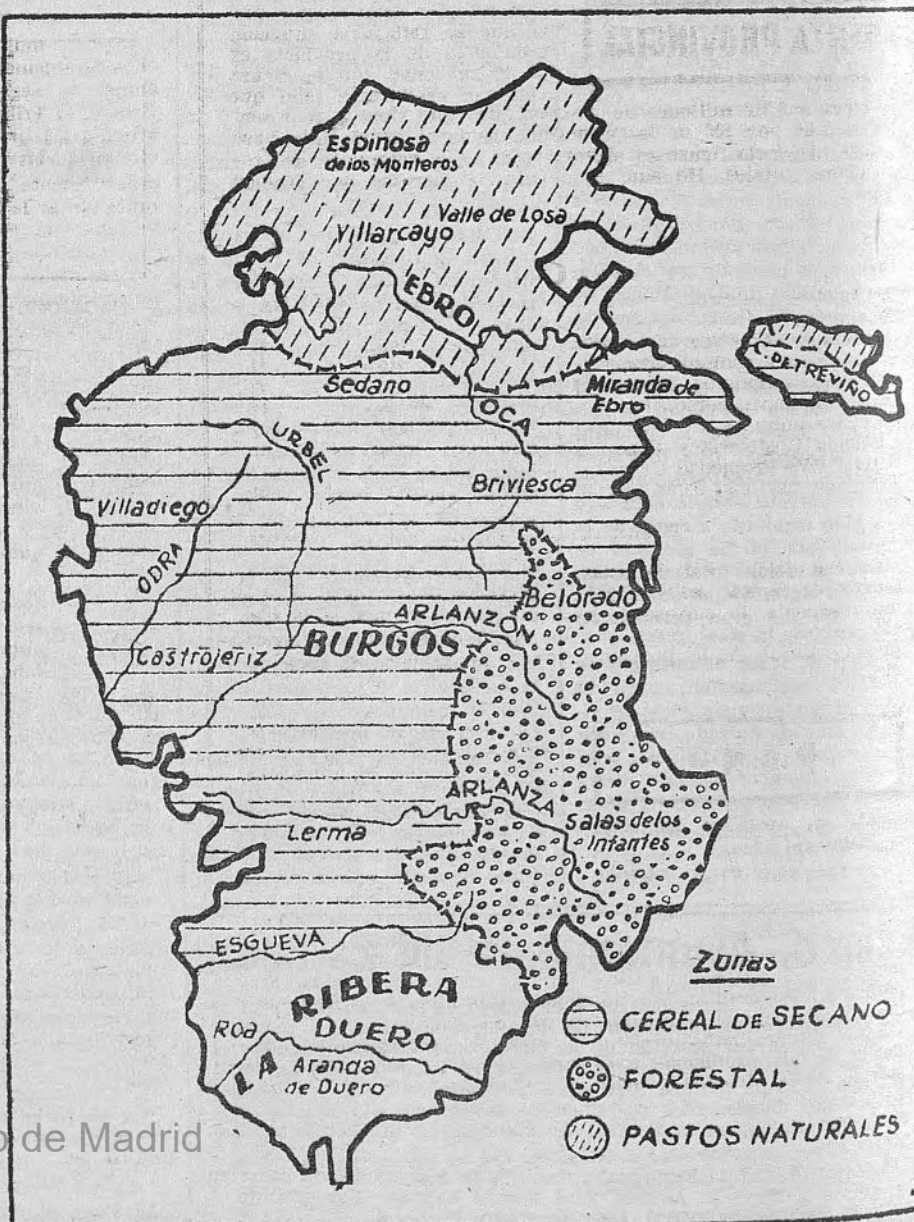 Espinosa
de los Monteros
Valle de Losa
Villarcayo
EBRO
C. DE TREVIÑO
Sedano
Miranda de
Ebro
OCA
URBEL
Briviesca
Villadiego
ODRA
Belorado
ARLANZÓN
BURGOS
Castrojeriz
ARLANZA
Salas de los
Infantes
Lerma
ESGUEVA
LA RIBERA
DUERO
Roa
Aranda
de Duero
Zonas
CEREAL DE SECANO
FORESTAL
PASTOS NATURALES
o de Madrid